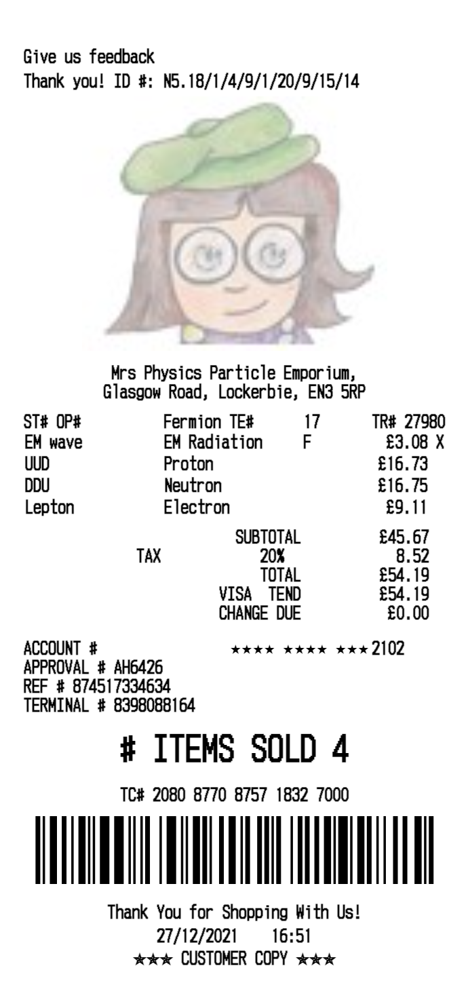 Give us feedback
Thank you! ID #: N5.18/1/4/9/1/20/9/15/14
Mrs Physics Particle Emporium,
Glasgow Road, Lockerbie, EN3 5RP
ST# OP# Fermion TE# 17 TR# 27980
EM wave EM Radiation F £3.08 X
UUD Proton £16.73
DDU Neutron £16.75
Lepton Electron £9.11
SUBTOTAL £45.67
TAX 20% 8.52
TOTAL £54.19
VISA TEND £54.19
CHANGE DUE £0.00
ACCOUNT # ★★★★ ★★★★ ★★★2102
APPROVAL # AH6426
REF # 874517334634
TERMINAL # 8398088164
# ITEMS SOLD 4
TC# 2080 8770 8757 1832 7000
Thank You for Shopping With Us!
27/12/2021 16:51
★★★ CUSTOMER COPY ★★★